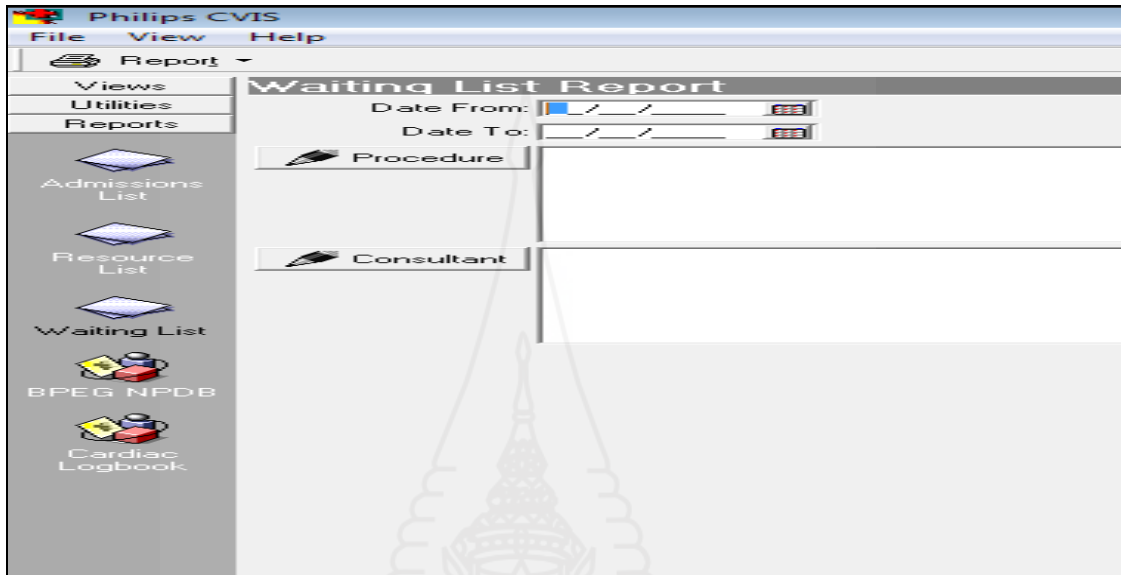 Philips CVIS
File View Help
Report
Views
Utilities
Reports
Admissions
List
Resource
List
Waiting List
BPEG NPDB
Cardiac
Logbook
Waiting List Report
Date From: __/__/____
Date To: __/__/____
Procedure
Consultant